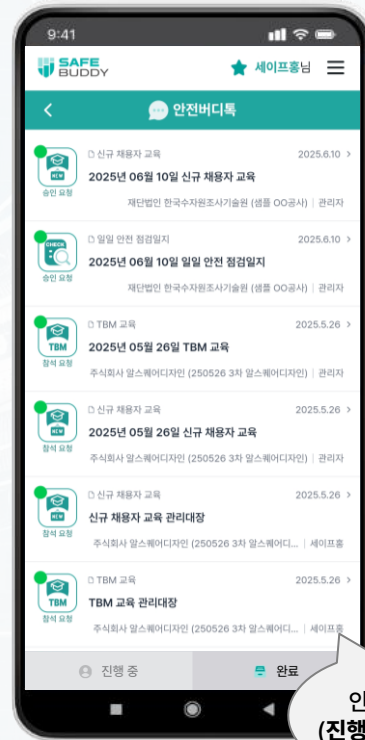 9:41
SAFE
BUDDY
세이프홍님
안전버디톡
신규 채용자 교육 2025.6.10
NEW
2025년 06월 10일 신규 채용자 교육
승인 요청
재단법인 한국수자원조사기술원 (샘플 OO공사) | 관리자
일일 안전 점검일지 2025.6.10
CHECK
2025년 06월 10일 일일 안전 점검일지
승인 요청
재단법인 한국수자원조사기술원 (샘플 OO공사) | 관리자
TBM 교육 2025.5.26
TBM
2025년 05월 26일 TBM 교육
참석 요청
주식회사 알스퀘어디자인 (250526 3차 알스퀘어디자인) | 관리자
신규 채용자 교육 2025.5.26
NEW
2025년 05월 26일 신규 채용자 교육
참석 요청
주식회사 알스퀘어디자인 (250526 3차 알스퀘어디자인) | 관리자
신규 채용자 교육 2025.5.26
NEW
신규 채용자 교육 관리대장
참석 요청
주식회사 알스퀘어디자인 (250526 3차 알스퀘어디... | 세이프홍
TBM 교육 2025.5.26
TBM
TBM 교육 관리대장
참석 요청
주식회사 알스퀘어디자인 (250526 3차 알스퀘어디... | 세이프홍
진행 중 완료
(진행